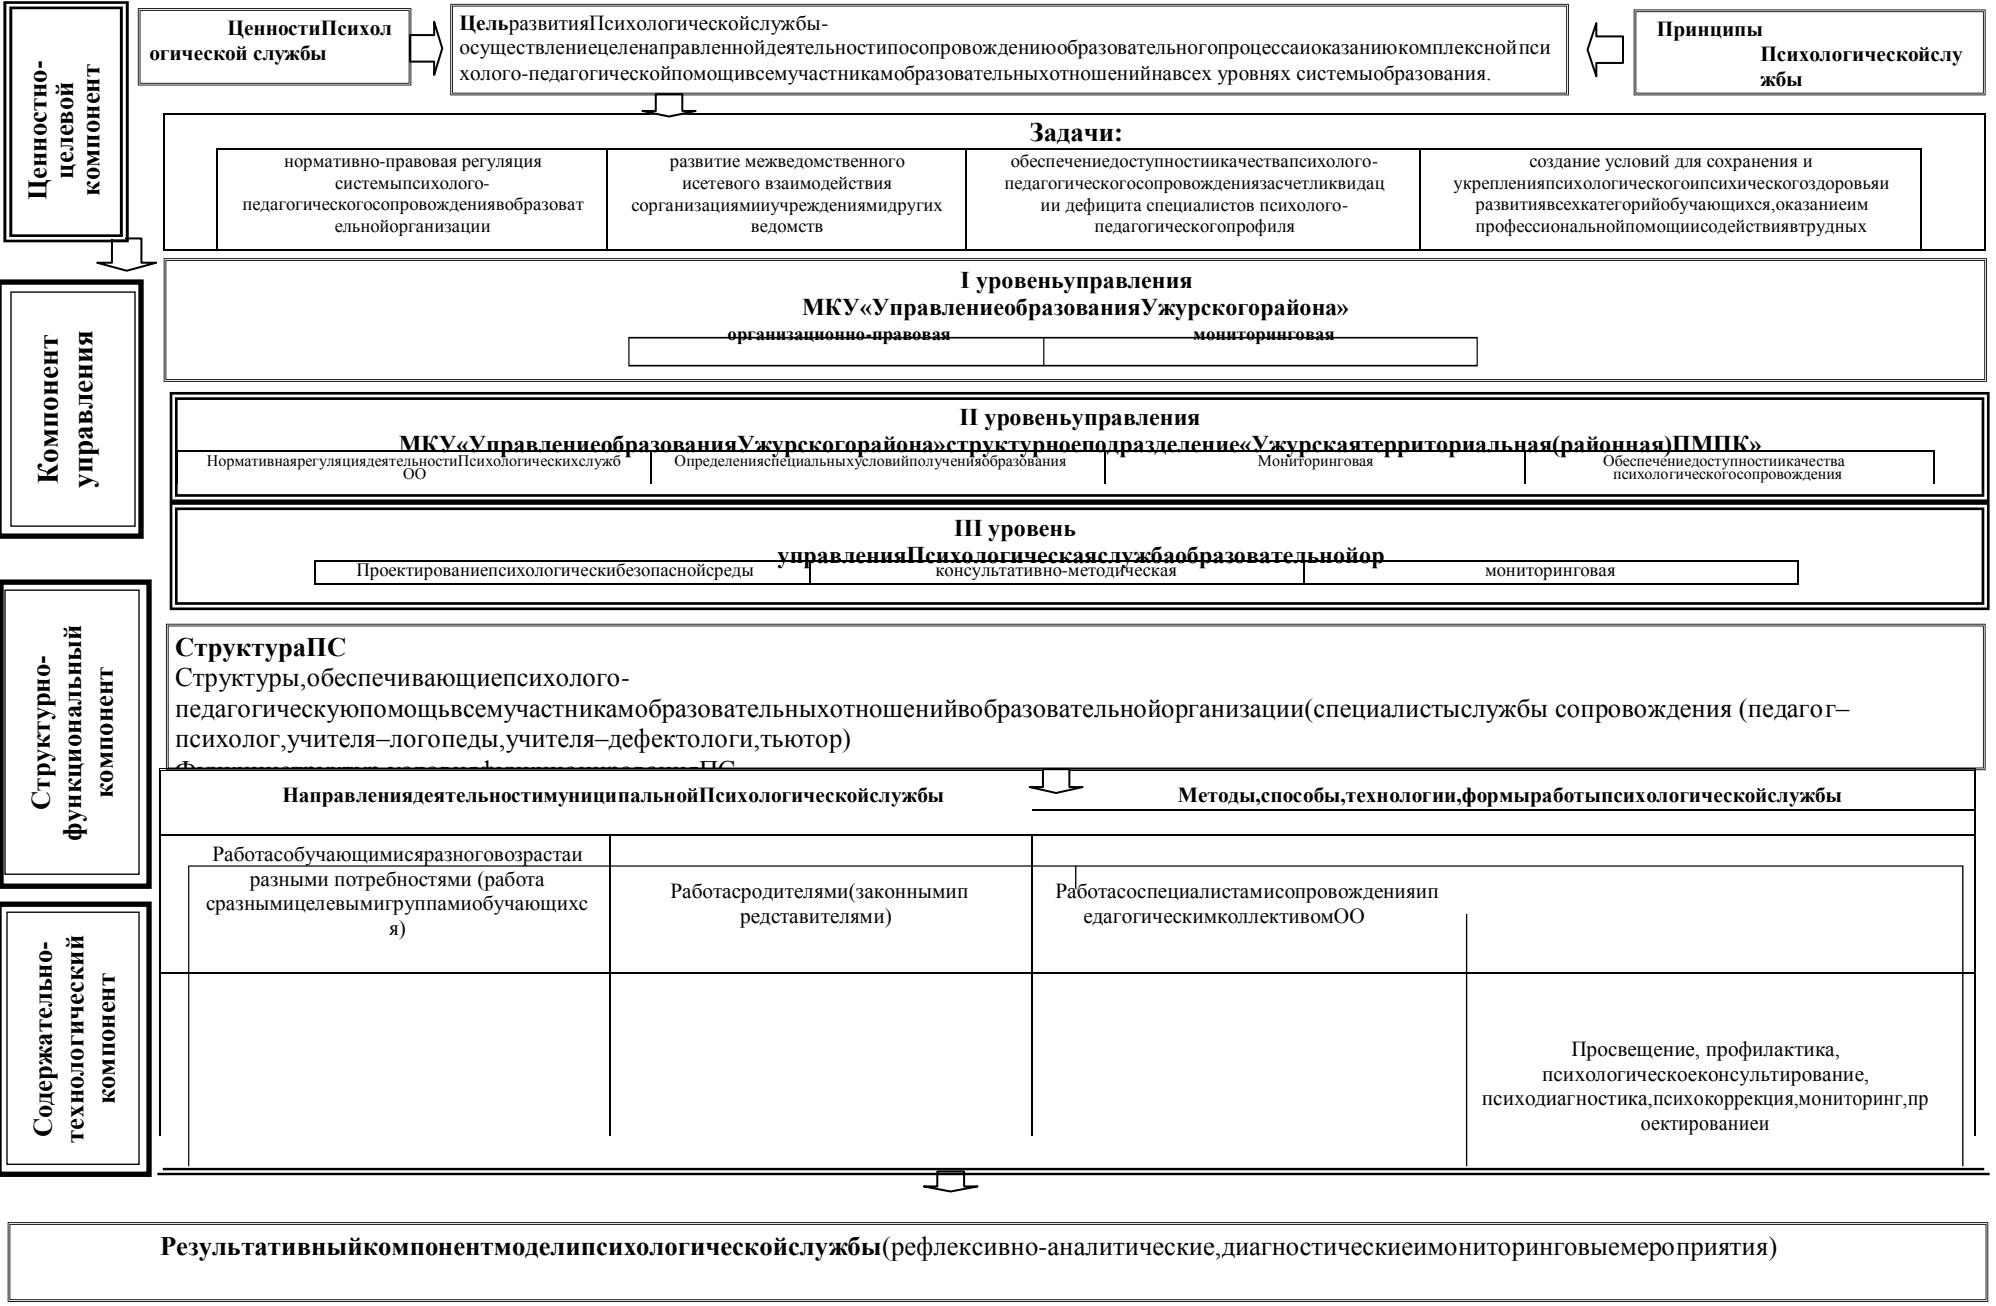 Ценностно-
целевой
компонент
ЦенностиПсихол
огической службы
ЦельразвитияПсихологическойслужбы-
осуществлениецеленаправленнойдеятельностипосопровождениюобразовательногопроцессаиоказаниюкомплекснойпси
холого-педагогическойпомощивсемучастникамобразовательныхотношенийнавсех уровнях системыобразования.
Принципы
Психологическойслу
жбы
Задачи:
нормативно-правовая регуляция
системыпсихолого-
педагогическогосопровождениявобразоват
ельнойорганизации
развитие межведомственного
исетевого взаимодействия
сорганизациямииучреждениямидругих
ведомств
обеспечениедоступностиикачествапсихолого-
педагогическогосопровождениязасчетликвидац
ии дефицита специалистов психолого-
педагогическогопрофиля
создание условий для сохранения и
укрепленияпсихологическогоипсихическогоздоровьяи
развитиявсехкатегорийобучающихся,оказаниеим
профессиональнойпомощиисодействиявтрудных
Компонент
управления
I уровеньуправления
МКУ«УправлениеобразованияУжурскогорайона»
организационно-правовая
мониторинговая
II уровеньуправления
МКУ«УправлениеобразованияУжурскогорайона»структурноеподразделение«Ужурскаятерриториальная(районная)ПМПК»
НормативнаярегуляциядеятельностиПсихологическихслужб
ОО
Определенияспециальныхусловийполученияобразования
Мониторинговая
Обеспечениедоступностиикачества
психологическогосопровождения
III уровень
управленияПсихологическаяслужбаобразовательнойор
Проектированиепсихологическибезопаснойсреды
консультативно-методическая
мониторинговая
Структурно-
функциональный
компонент
СтруктураПС
Структуры,обеспечивающиепсихолого-
педагогическуюпомощьвсемучастникамобразовательныхотношенийвобразовательнойорганизации(специалистыслужбы сопровождения (педагог–
психолог,учителя–логопеды,учителя–дефектологи,тьютор)
НаправлениядеятельностимуниципальнойПсихологическойслужбы
Методы,способы,технологии,формыработыпсихологическойслужбы
Работасобучающимисяразноговозрастаи
разными потребностями (работа
сразнымицелевымигруппамиобучающихс
я)
Работасродителями(законнымип
редставителями)
Работасоспециалистамисопровожденияип
едагогическимколлективомОО
Содержательно-
технологический
компонент
Просвещение, профилактика,
психологическоеконсультирование,
психодиагностика,психокоррекция,мониторинг,пр
оектированиеи
Результативныйкомпонентмоделипсихологическойслужбы(рефлексивно-аналитические,диагностическиеимониторинговыемероприятия)